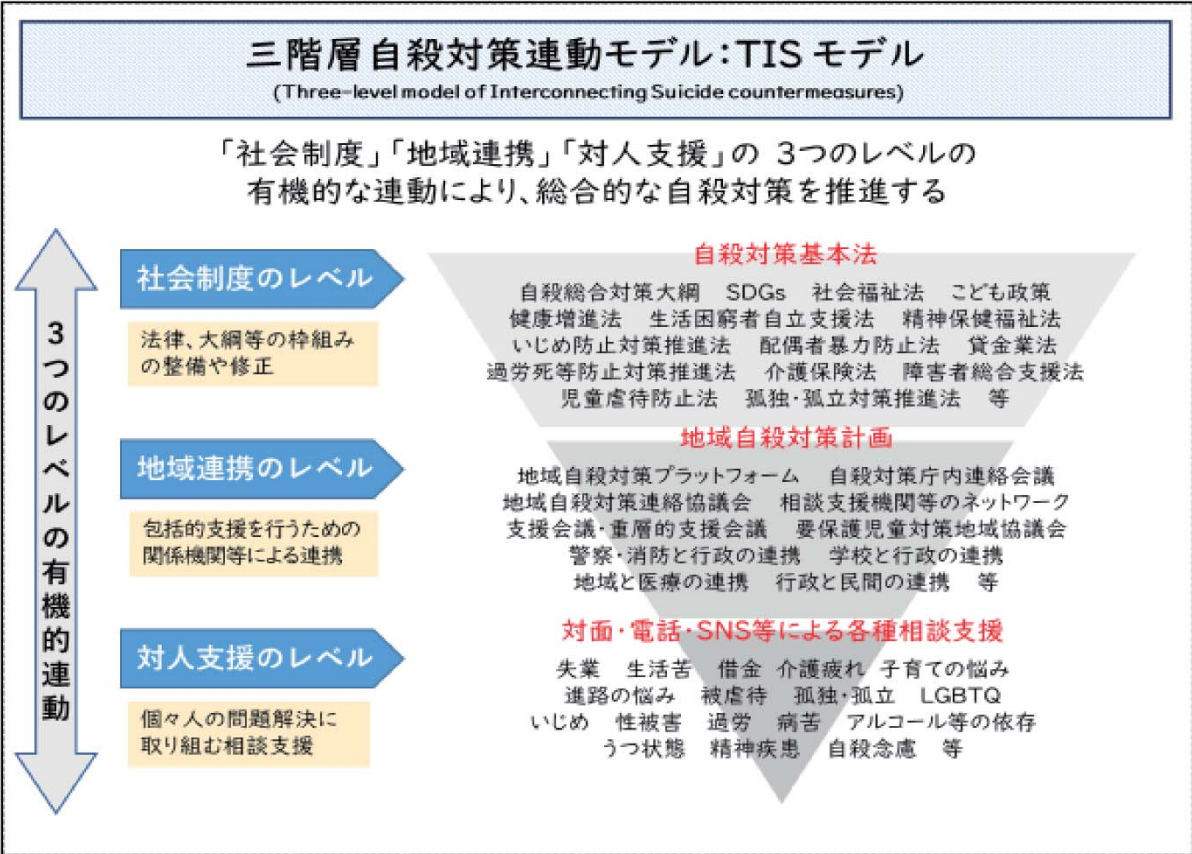 三階層自殺対策連動モデル:TIS モデル
(Three-level model of Interconnecting Suicide countermeasures)
「社会制度」「地域連携」「対人支援」の 3つのレベルの
有機的な連動により、総合的な自殺対策を推進する
3つのレベルの有機的連動
社会制度のレベル
法律、大綱等の枠組み
の整備や修正
自殺対策基本法
自殺総合対策大綱 SDGs 社会福祉法 こども政策
健康増進法 生活困窮者自立支援法 精神保健福祉法
いじめ防止対策推進法 配偶者暴力防止法 貸金業法
過労死等防止対策推進法 介護保険法 障害者総合支援法
児童虐待防止法 孤独・孤立対策推進法 等
地域連携のレベル
包括的支援を行うための
関係機関等による連携
地域自殺対策計画
地域自殺対策プラットフォーム 自殺対策庁内連絡会議
地域自殺対策連絡協議会 相談支援機関等のネットワーク
支援会議・重層的支援会議 要保護児童対策地域協議会
警察・消防と行政の連携 学校と行政の連携
地域と医療の連携 行政と民間の連携 等
対人支援のレベル
個々人の問題解決に
取り組む相談支援
対面・電話・SNS等による各種相談支援
失業 生活苦 借金 介護疲れ 子育ての悩み
進路の悩み 被虐待 孤独・孤立 LGBTQ
いじめ 性被害 過労 病苦 アルコール等の依存
うつ状態 精神疾患 自殺念慮 等